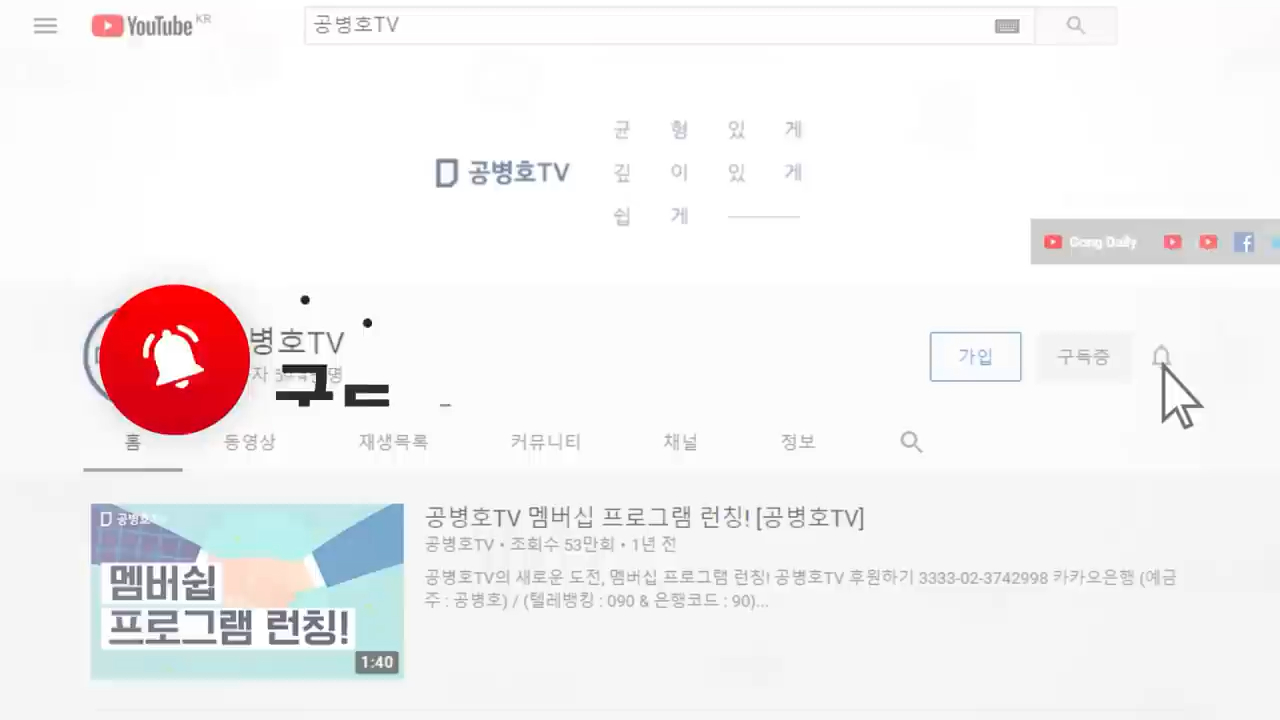 YouTube KR
공병호TV
균 형 있 게
공병호TV 깊 이 있 게
쉽 게
Gong Daily
병호TV
가입
구독중
홈
동영상
재생목록
커뮤니티
채널
정보
공병호
멤버쉽
프로그램 런칭!
1:40
공병호TV 멤버십 프로그램 런칭! [공병호TV]
공병호TV • 조회수 53만회 • 1년 전
공병호TV의 새로운 도전, 멤버십 프로그램 런칭! 공병호TV 후원하기 3333-02-3742998 카카오은행 (예금
주 : 공병호) / (텔레뱅킹 : 090 & 은행코드 : 90)...